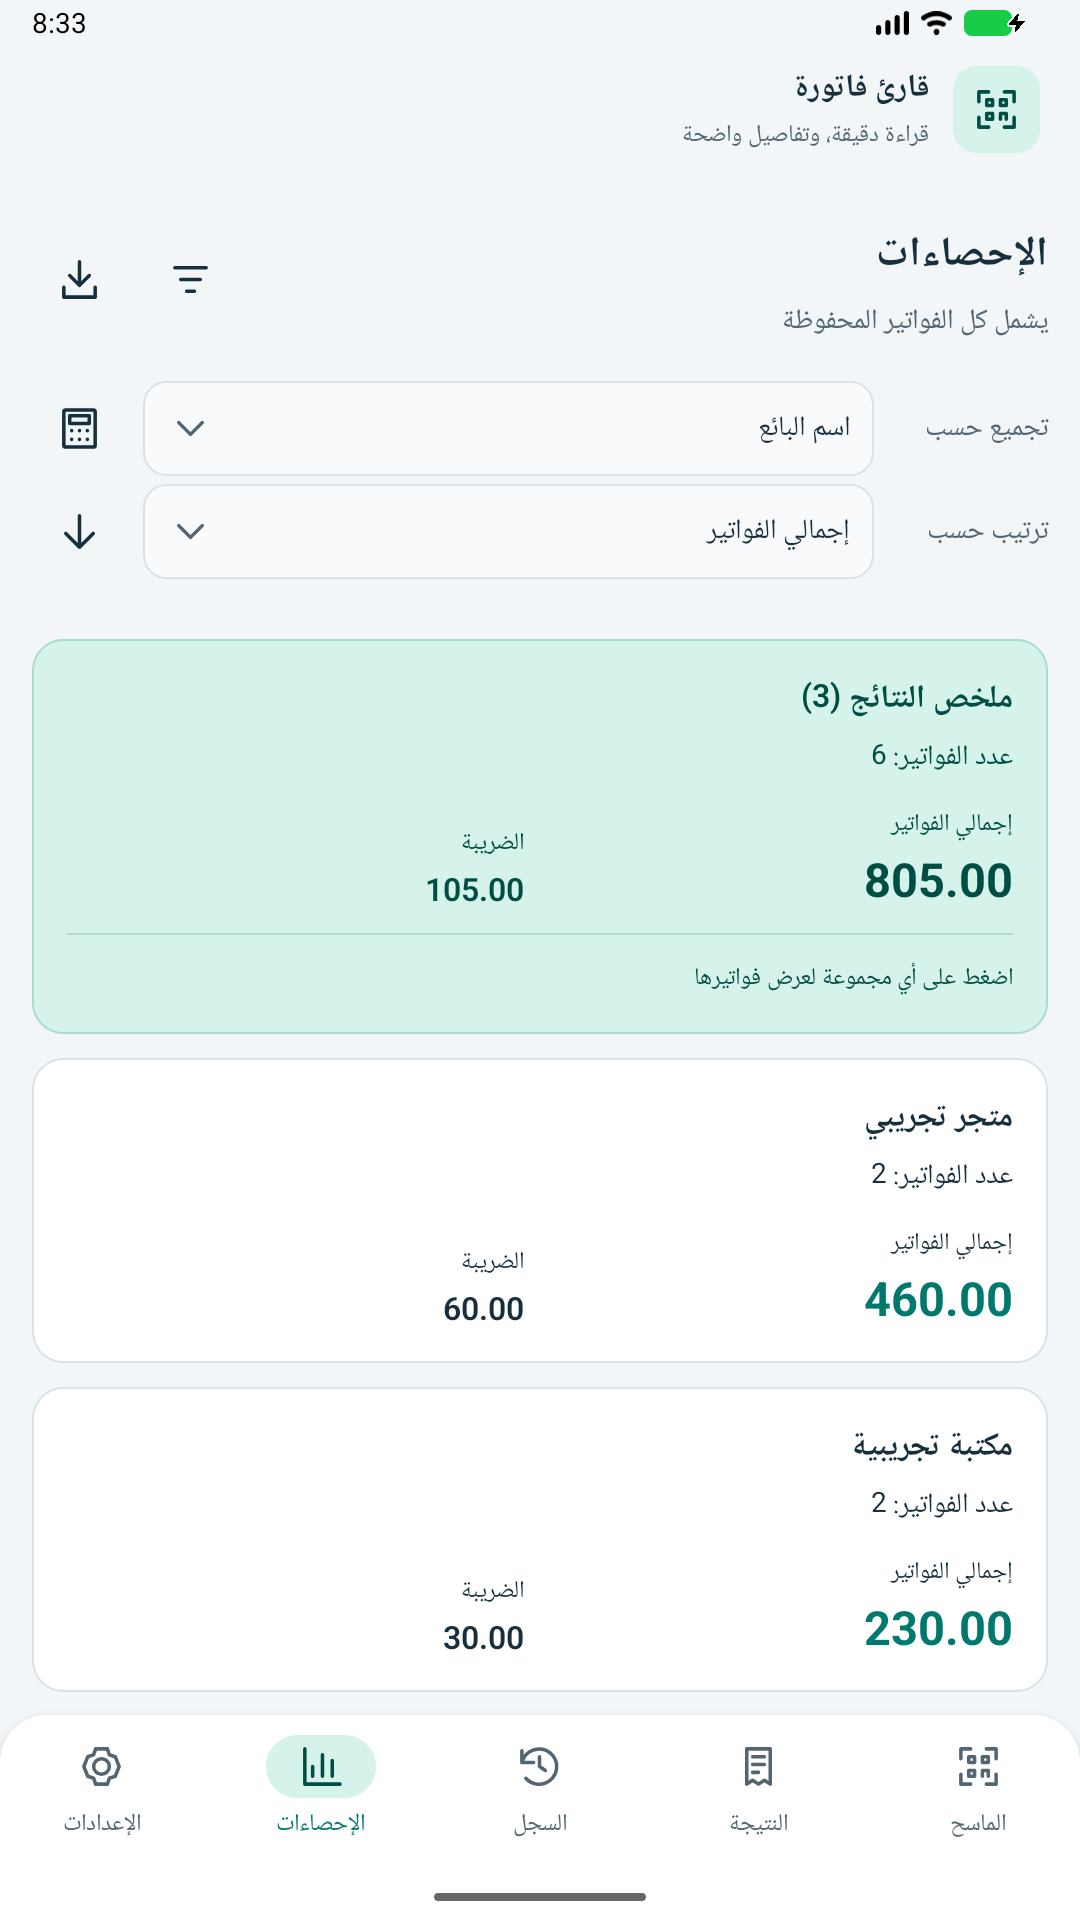 8:33
قارئ فاتورة
قراءة دقيقة، وتفاصيل واضحة
الإحصاءات
يشمل كل الفواتير المحفوظة
تجميع حسب
اسم البائع
ترتيب حسب
إجمالي الفواتير
ملخص النتائج (3)
عدد الفواتير: 6
إجمالي الفواتير
805.00
الضريبة
105.00
اضغط على أي مجموعة لعرض فواتيرها
متجر تجريبي
عدد الفواتير: 2
إجمالي الفواتير
460.00
الضريبة
60.00
مكتبة تجريبية
عدد الفواتير: 2
إجمالي الفواتير
230.00
الضريبة
30.00
الماسح
النتيجة
السجل
الإحصاءات
الإعدادات